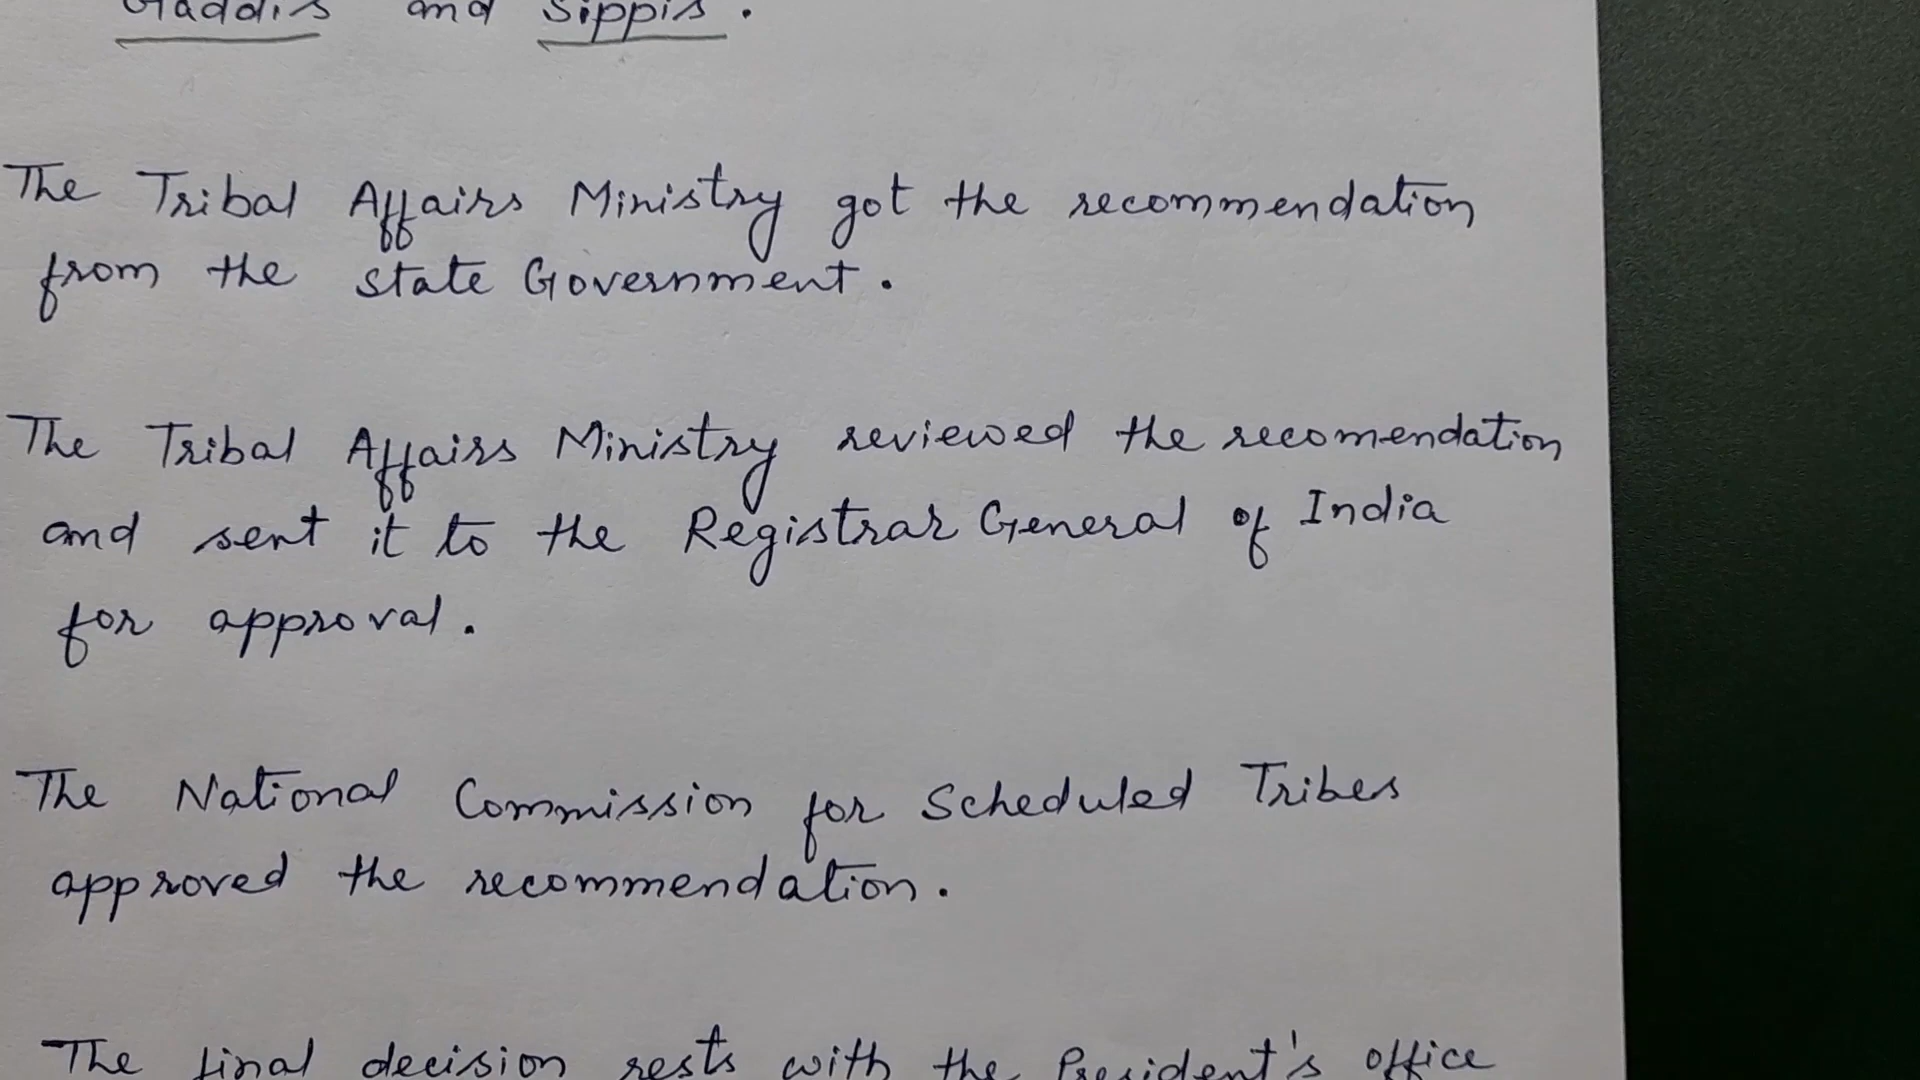 Gaddis and Sippis.
The Tribal Affairs Ministry got the recommendation
from the state Government.
The Tribal Affairs Ministry reviewed the recomendation
and sent it to the Registrar General of India
for approval.
The National Commission for Scheduled Tribes
approved the recommendation.
The final decision rests with the President's office